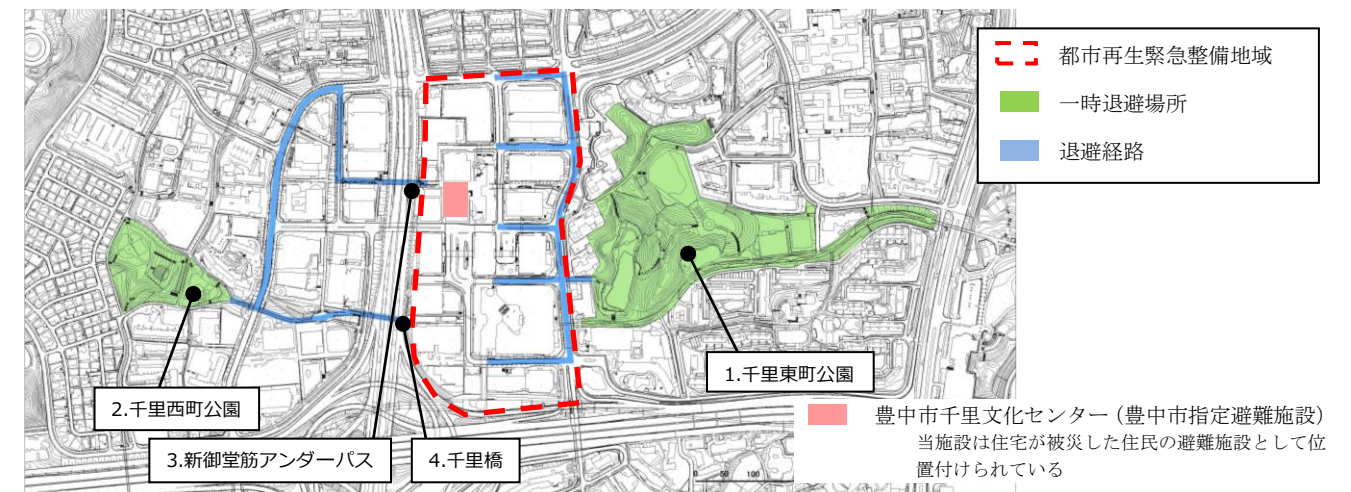 都市再生緊急整備地域
一時退避場所
退避経路
1.千里東町公園
2.千里西町公園
3.新御堂筋アンダーパス
4.千里橋
豊中市千里文化センター（豊中市指定避難施設）
当施設は住宅が被災した住民の避難施設として位
置付けられている
0 50 100